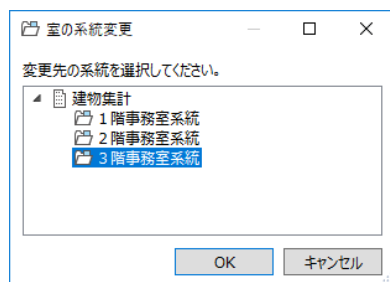 室の系統変更
変更先の系統を選択してください。
建物集計
1階事務室系統
2階事務室系統
3階事務室系統
OK キャンセル